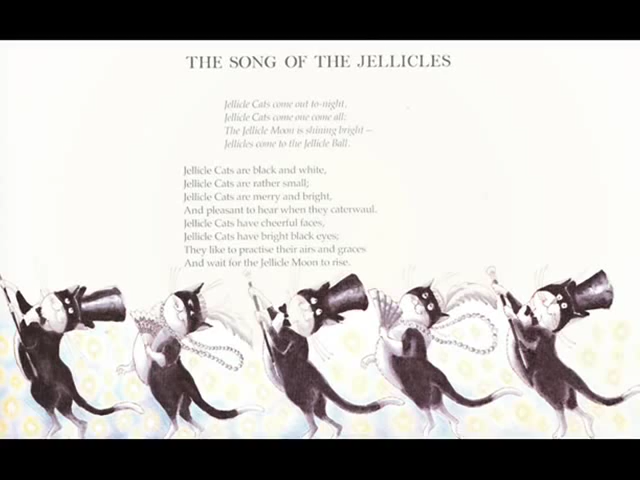 THE SONG OF THE JELLICLES
Jellicle Cats come out to-night,
Jellicle Cats come one come all:
The Jellicle Moon is shining bright –
Jellicles come to the Jellicle Ball.
Jellicle Cats are black and white,
Jellicle Cats are rather small;
Jellicle Cats are merry and bright,
And pleasant to hear when they caterwaul.
Jellicle Cats have cheerful faces,
Jellicle Cats have bright black eyes;
They like to practise their airs and graces
And wait for the Jellicle Moon to rise.